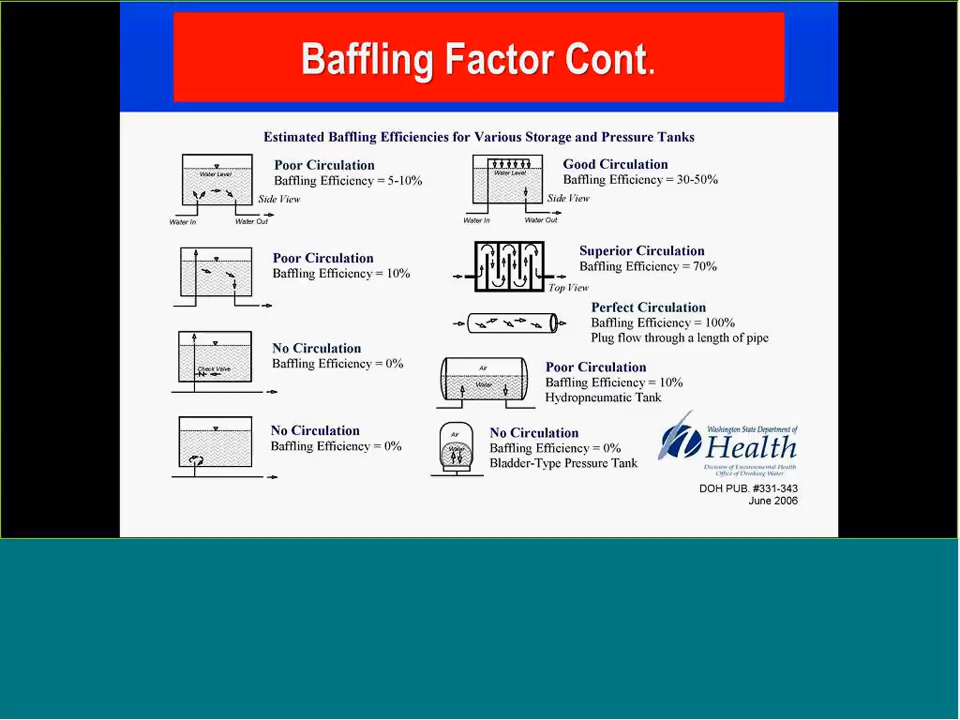 Baffling Factor Cont.
Estimated Baffling Efficiencies for Various Storage and Pressure Tanks
Poor Circulation
Baffling Efficiency = 5-10%
Water Level
Side View
Water In
Water Out
Poor Circulation
Baffling Efficiency = 10%
No Circulation
Baffling Efficiency = 0%
Check Valve
No Circulation
Baffling Efficiency = 0%
Good Circulation
Baffling Efficiency = 30-50%
Water Level
Side View
Water In
Water Out
Superior Circulation
Baffling Efficiency = 70%
Top View
Perfect Circulation
Baffling Efficiency = 100%
Plug flow through a length of pipe
Poor Circulation
Baffling Efficiency = 10%
Hydropneumatic Tank
Air
Water
No Circulation
Baffling Efficiency = 0%
Bladder-Type Pressure Tank
Air
Water
Washington State Department of
Health
Division of Environmental Health
Office of Drinking Water
DOH PUB. #331-343
June 2006